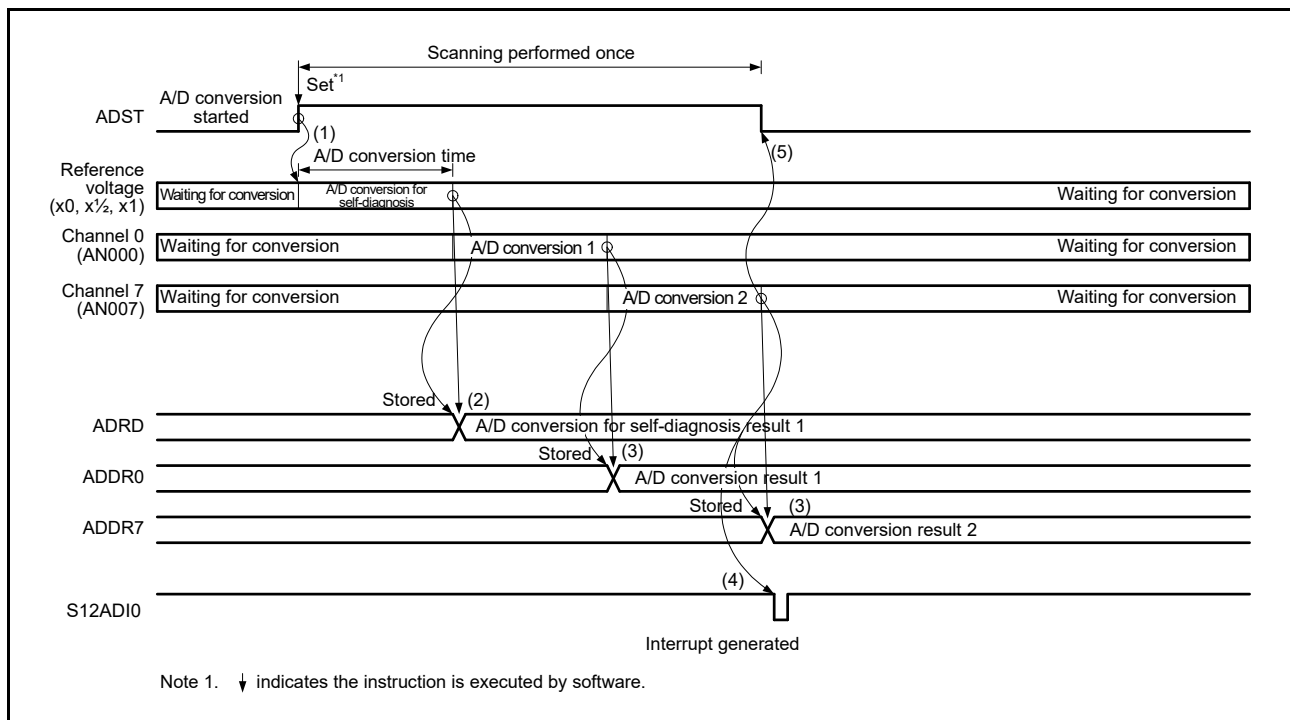 Scanning performed once
Set*1
A/D conversion
started
ADST
(1)
(5)
A/D conversion time
Reference
voltage
(x0, x½, x1)
Waiting for conversion
A/D conversion for
self-diagnosis
Waiting for conversion
Channel 0
(AN000)
Waiting for conversion
A/D conversion 1
Waiting for conversion
Channel 7
(AN007)
Waiting for conversion
A/D conversion 2
Waiting for conversion
Stored
(2)
ADRD
A/D conversion for self-diagnosis result 1
Stored
(3)
ADDR0
A/D conversion result 1
Stored
(3)
ADDR7
A/D conversion result 2
(4)
S12ADI0
Interrupt generated
Note 1. indicates the instruction is executed by software.